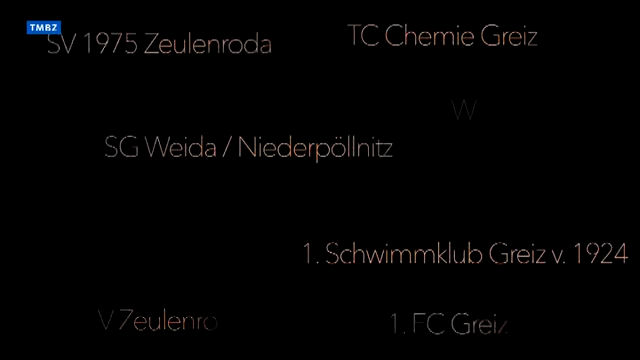 TMBZ
SV 1975 Zeulenroda
TC Chemie Greiz
W
SG Weida / Niederpöllnitz
1. Schwimmklub Greiz v. 1924
V Zeulenro
1. FC Greiz